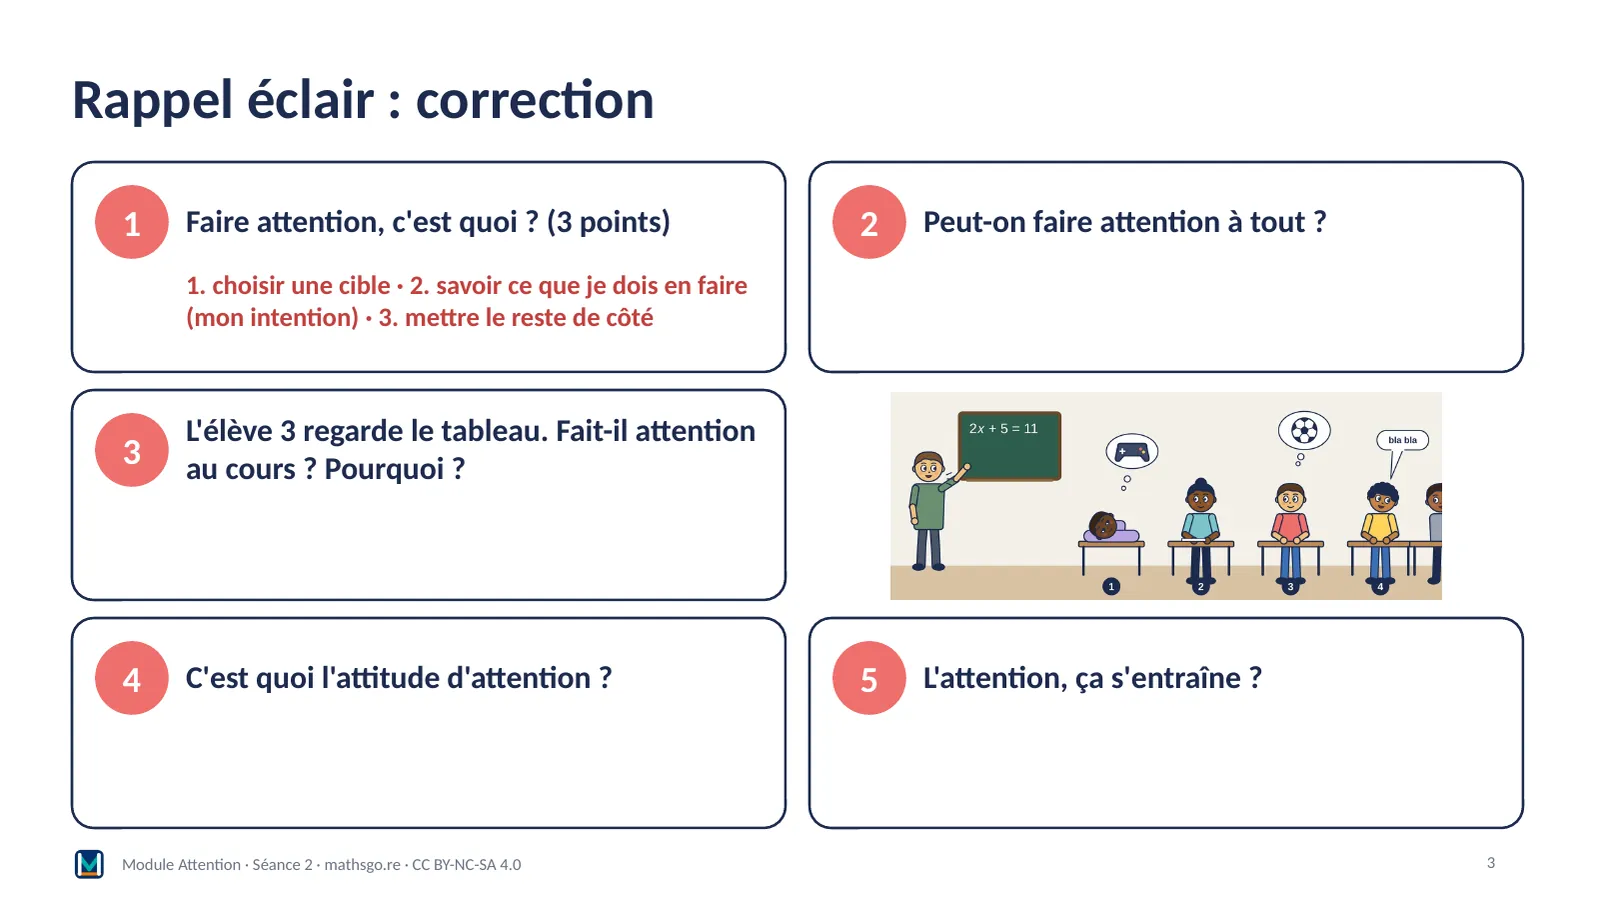 Rappel éclair : correction
1
Faire attention, c'est quoi ? (3 points)
1. choisir une cible · 2. savoir ce que je dois en faire
(mon intention) · 3. mettre le reste de côté
2
Peut-on faire attention à tout ?
3
L'élève 3 regarde le tableau. Fait-il attention
au cours ? Pourquoi ?
2x + 5 = 11
bla bla
1
2
3
4
4
C'est quoi l'attitude d'attention ?
5
L'attention, ça s'entraîne ?
Module Attention · Séance 2 · mathsgo.re · CC BY-NC-SA 4.0
3